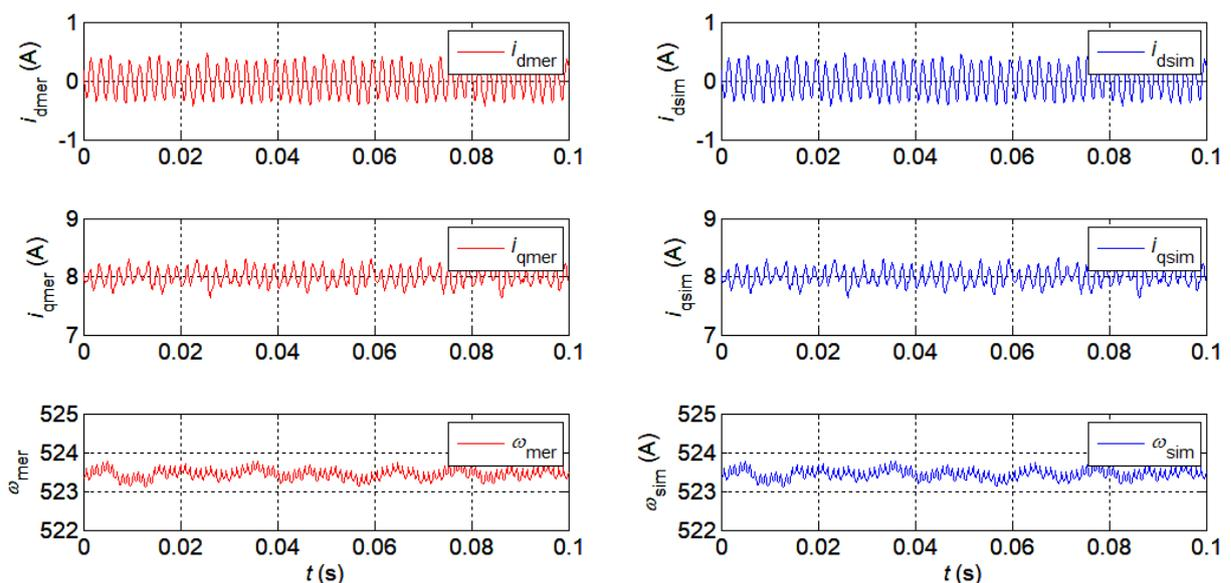 1
0
-1
i_dmer (A)
i_dmer
0 0.02 0.04 0.06 0.08 0.1
1
0
-1
i_dsim (A)
i_dsim
0 0.02 0.04 0.06 0.08 0.1
9
8
7
i_qmer (A)
i_qmer
0 0.02 0.04 0.06 0.08 0.1
9
8
7
i_qsim (A)
i_qsim
0 0.02 0.04 0.06 0.08 0.1
525
524
523
522
ω_mer
ω_mer
0 0.02 0.04 0.06 0.08 0.1
t (s)
525
524
523
522
ω_sim (A)
ω_sim
0 0.02 0.04 0.06 0.08 0.1
t (s)